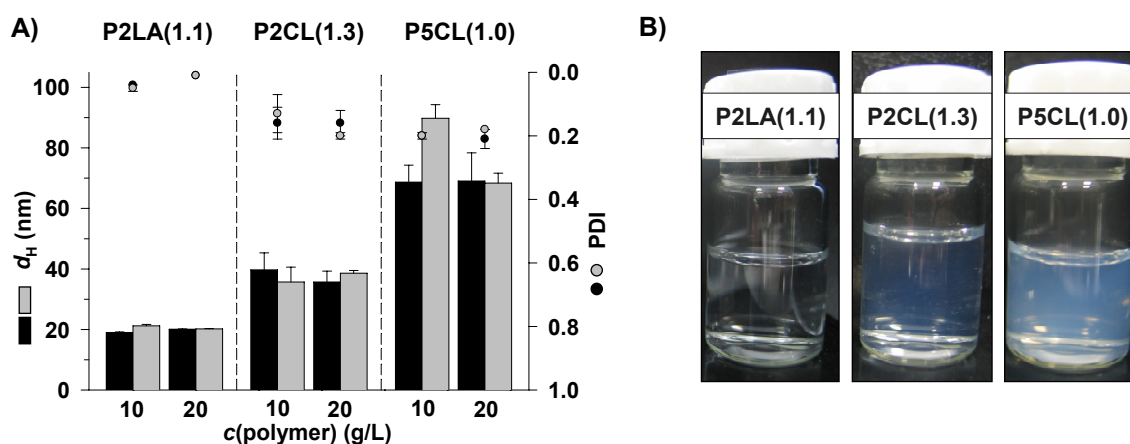 A)
P2LA(1.1) P2CL(1.3) P5CL(1.0)
100
80
60
40
20
0
d_H (nm)
0.0
0.2
0.4
0.6
0.8
1.0
PDI
10 20 10 20 10 20
c(polymer) (g/L)
B)
P2LA(1.1) P2CL(1.3) P5CL(1.0)